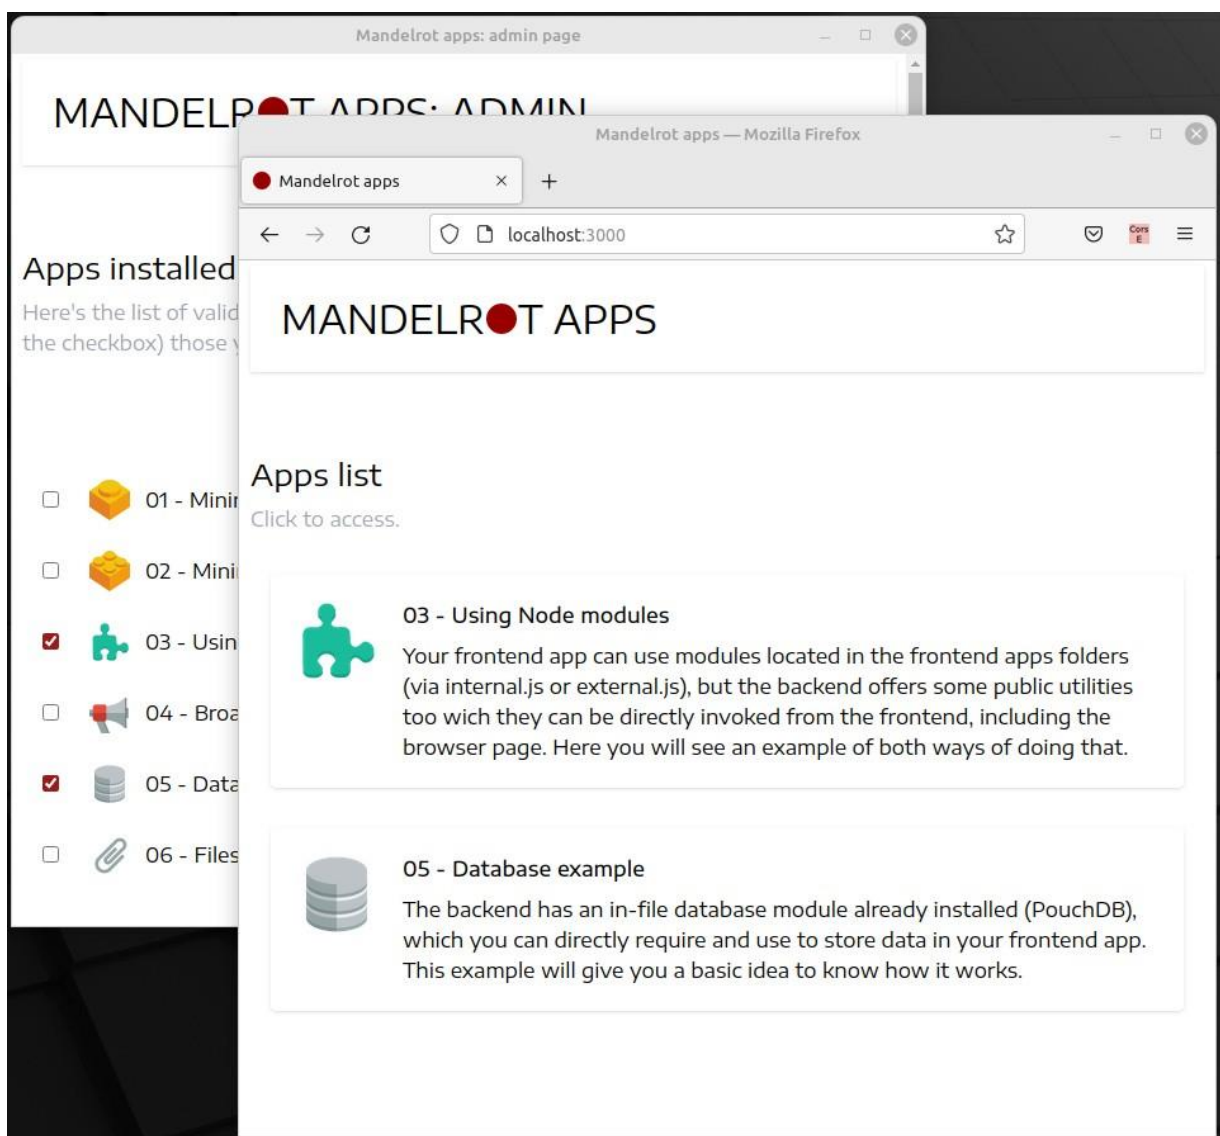 Mandelrot apps: admin page
MANDELROT APPS: ADMIN
Apps installed
Here's the list of valid
the checkbox) those
01 - Mini
02 - Mini
03 - Usin
04 - Broa
05 - Data
06 - Files
Mandelrot apps — Mozilla Firefox
Mandelrot apps
localhost:3000
Cors
E
MANDELROT APPS
Apps list
Click to access.
03 - Using Node modules
Your frontend app can use modules located in the frontend apps folders
(via internal.js or external.js), but the backend offers some public utilities
too wich they can be directly invoked from the frontend, including the
browser page. Here you will see an example of both ways of doing that.
05 - Database example
The backend has an in-file database module already installed (PouchDB),
which you can directly require and use to store data in your frontend app.
This example will give you a basic idea to know how it works.